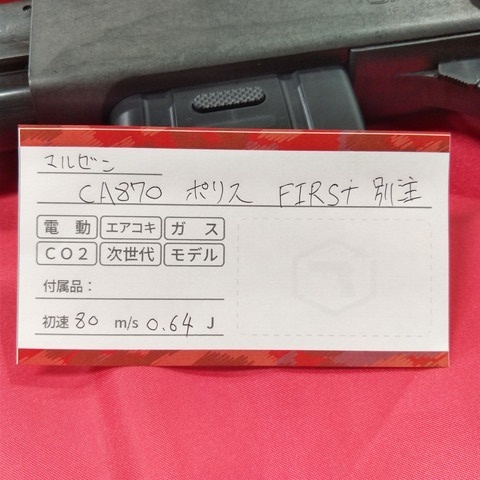 マルゼン
CA870 ポリス FIRST 別注
電動 エアコキ ガス
CO2 次世代 モデル
付属品：
初速 80 m/s 0.64 J